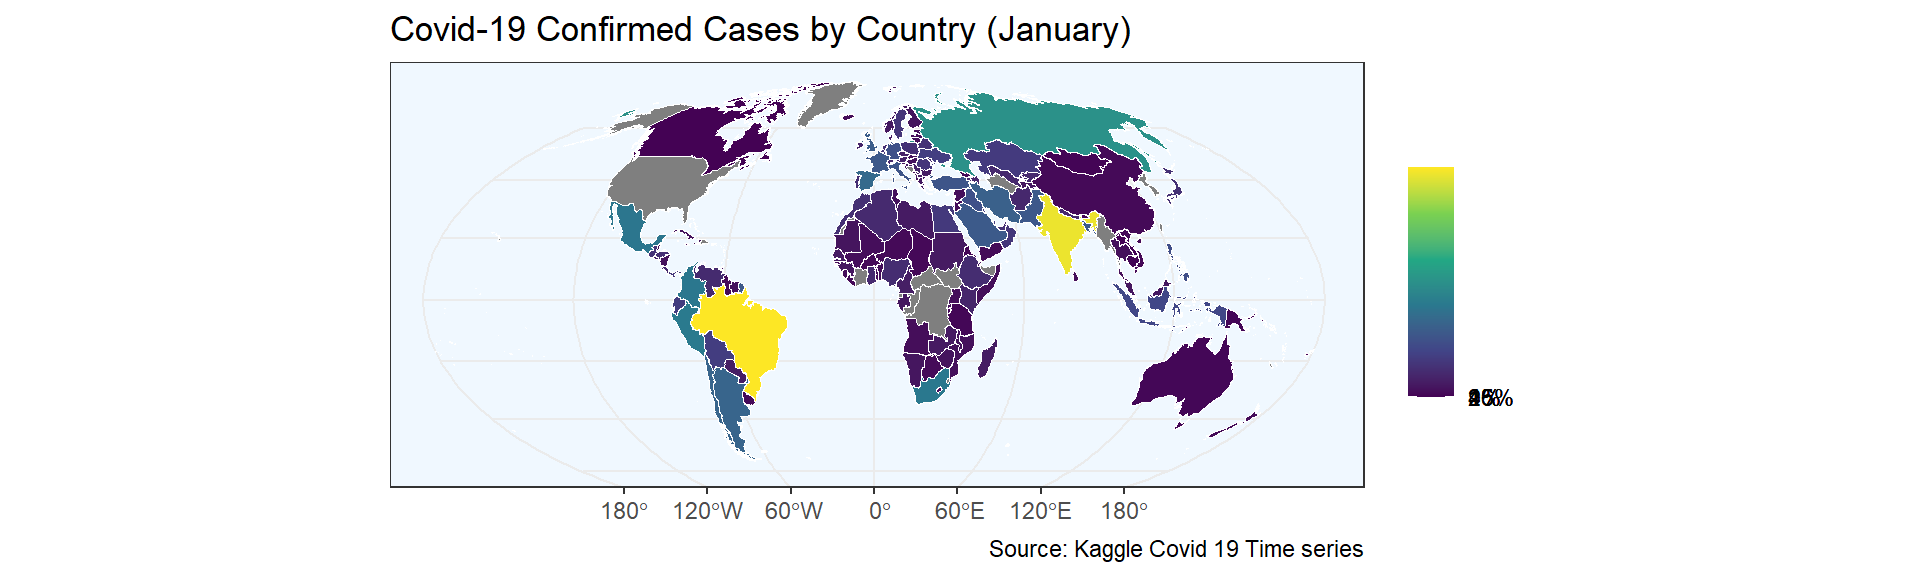 Covid-19 Confirmed Cases by Country (January)
180° 120°W 60°W 0° 60°E 120°E 180°
Source: Kaggle Covid 19 Time series